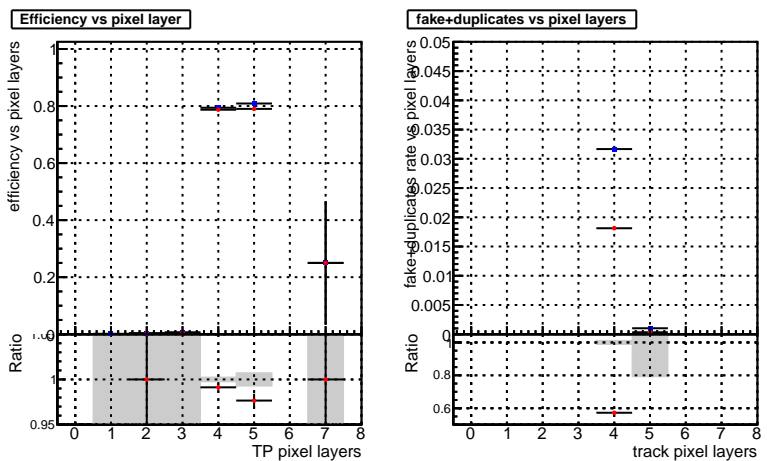 Efficiency vs pixel layer
efficiency vs pixel layers
1
0.8
0.6
0.4
0.2
0
Ratio
1
0.95
0 1 2 3 4 5 6 7 8
TP pixel layers
fake+duplicates vs pixel layers
fake+duplicates rate vs pixel layers
0.05
0.045
0.04
0.035
0.03
0.025
0.02
0.015
0.01
0.005
0
Ratio
1
0.8
0.6
0 1 2 3 4 5 6 7 8
track pixel layers